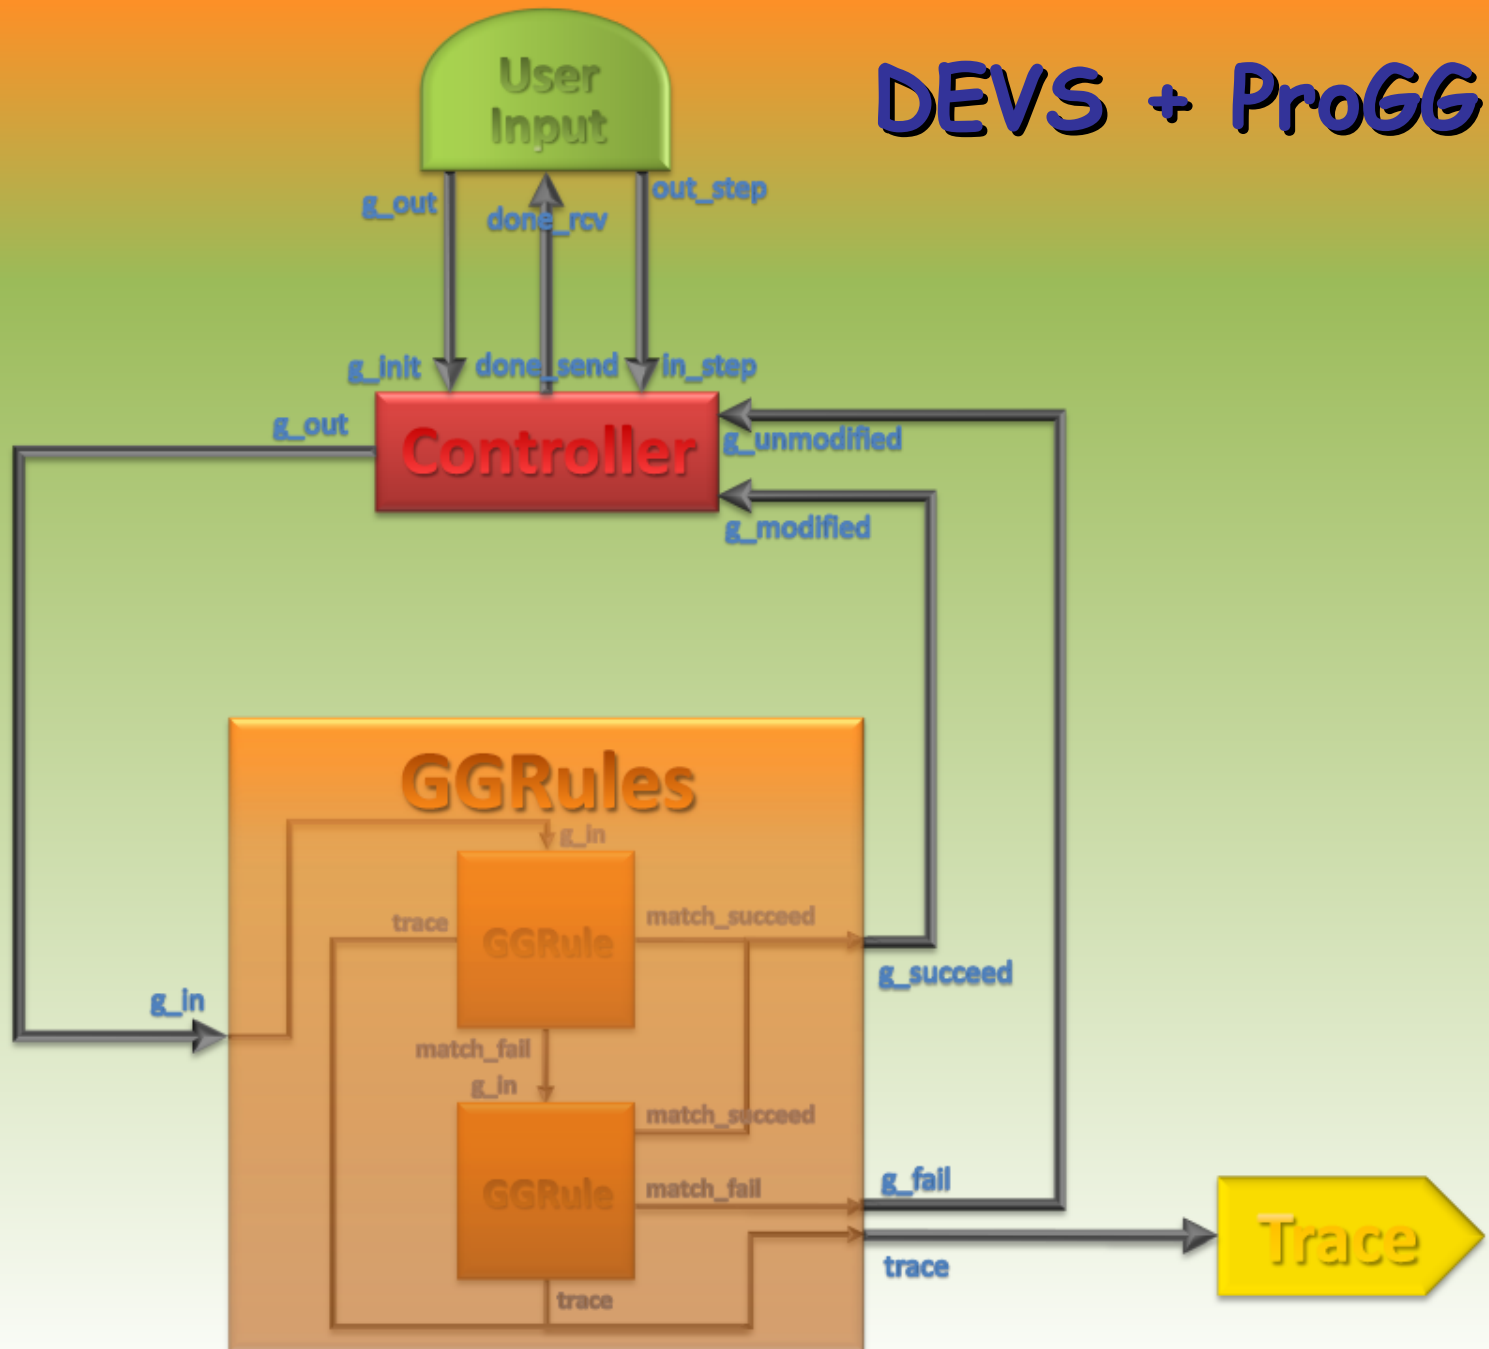 User
Input
DEVS + ProGG
g_out
done_rcv
out_step
g_init
done_send
in_step
g_out
Controller
g_unmodified
g_modified
GGRules
g_in
trace
GGRule
match_succeed
g_succeed
g_in
match_fail
g_in
match_succeed
GGRule
match_fail
g_fail
trace
Trace
trace